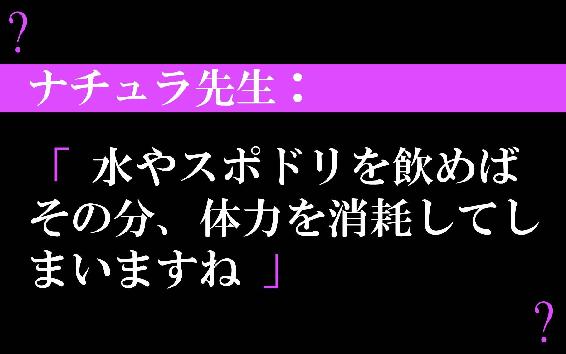 ?
ナチュラ先生：
「 水やスポドリを飲めば
その分、体力を消耗してし
まいますね 」
?